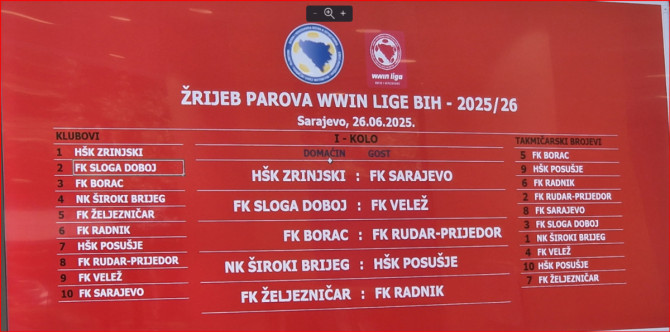 wwin liga
ŽRIJEB PAROVA WWIN LIGE BIH - 2025/26
Sarajevo, 26.06.2025.
KLUBOVI
1 HŠK ZRINJSKI
2 FK SLOGA DOBOJ
3 FK BORAC
4 NK ŠIROKI BRIJEG
5 FK ŽELJEZNIČAR
6 FK RADNIK
7 HŠK POSUŠJE
8 FK RUDAR-PRIJEDOR
9 FK VELEŽ
10 FK SARAJEVO
I - KOLO
DOMAĆIN GOST
HŠK ZRINJSKI : FK SARAJEVO
FK SLOGA DOBOJ : FK VELEŽ
FK BORAC : FK RUDAR-PRIJEDOR
NK ŠIROKI BRIJEG : HŠK POSUŠJE
FK ŽELJEZNIČAR : FK RADNIK
TAKMIČARSKI BROJEVI
5 FK BORAC
9 HŠK POSUŠJE
6 FK RADNIK
2 FK RUDAR-PRIJEDOR
8 FK SARAJEVO
3 FK SLOGA DOBOJ
1 NK ŠIROKI BRIJEG
4 FK VELEŽ
10 HŠK POSUŠJE
7 FK ŽELJEZNIČAR